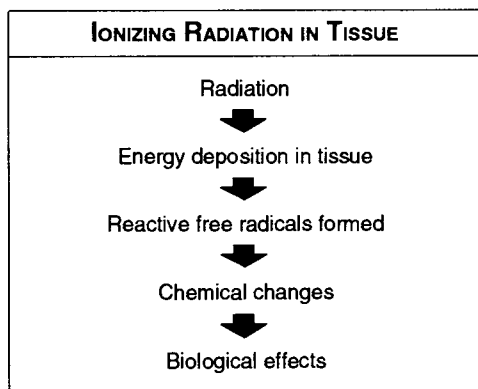 IONIZING RADIATION IN TISSUE
Radiation
Energy deposition in tissue
Reactive free radicals formed
Chemical changes
Biological effects